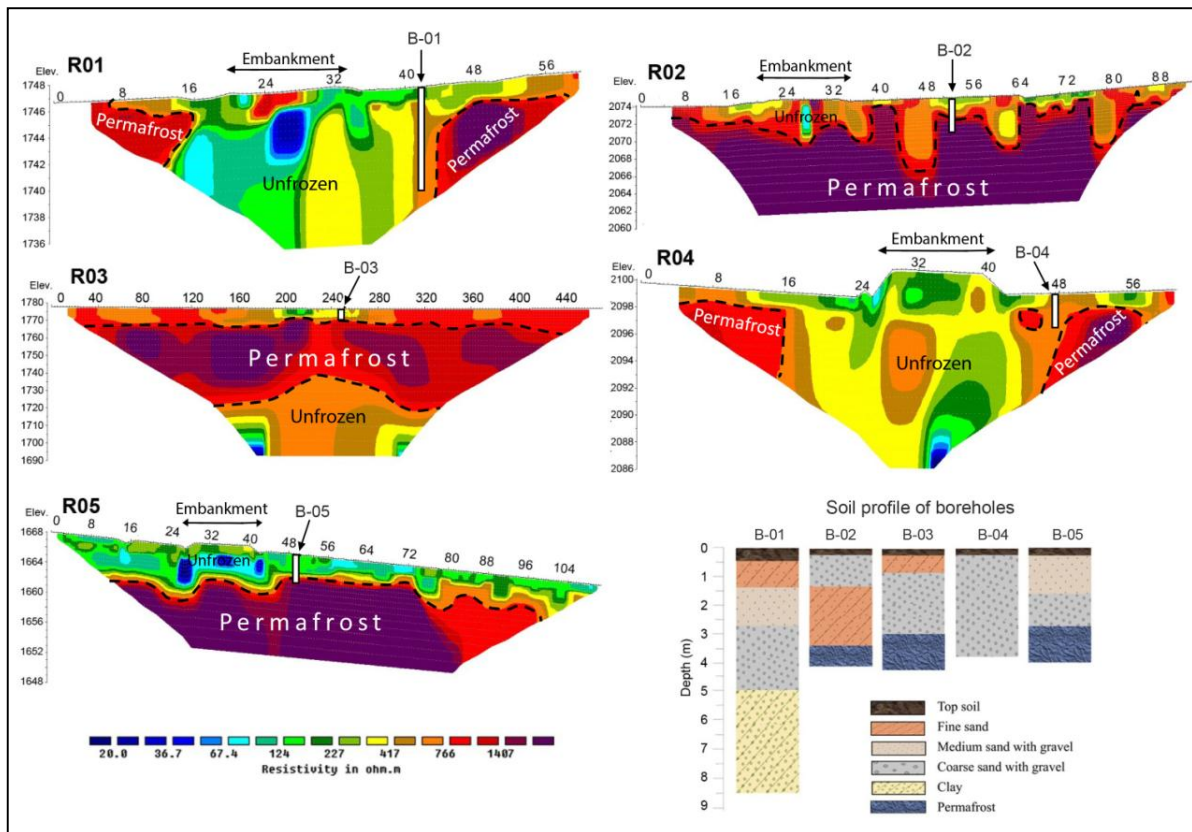 R01
Embankment
B-01
Elev.
0 8 16 24 32 40 48 56
1748
1746
1744
1742
1740
1738
1736
Permafrost
Unfrozen
Permafrost
R02
Embankment
B-02
Elev.
0 8 16 20 28 32 40 48 56 64 72 80 88
2074
2072
2070
2068
2066
2064
2062
2060
Unfrozen
Permafrost
R03
B-03
Elev.
0 40 80 120 160 200 240 280 320 360 400 440
1780
1770
1760
1750
1740
1730
1720
1710
1700
1690
Permafrost
Unfrozen
R04
Embankment
B-04
Elev.
0 8 16 24 32 40 48 56
2098
2096
2094
2092
2090
2088
2086
Permafrost
Unfrozen
Permafrost
R05
Embankment
B-05
Elev.
0 8 16 24 32 40 48 56 64 72 80 88 96 104
1668
1664
1660
1656
1652
1648
Unfrozen
Permafrost
20.0 36.7 67.4 124 227 417 766 1407
Resistivity in ohm.m
Soil profile of boreholes
B-01 B-02 B-03 B-04 B-05
Depth (m)
0
1
2
3
4
5
6
7
8
9
Top soil
Fine sand
Medium sand with gravel
Coarse sand with gravel
Clay
Permafrost